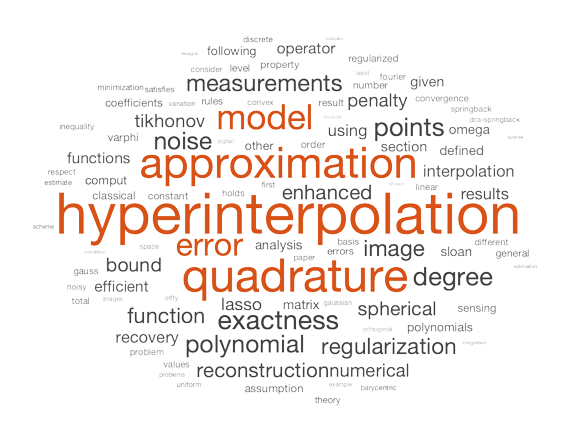 discrete
following operator
level property regularized
consider
measurements fourier
minimization satisfies number given
coefficients variation rules convex result penalty convergence
model springback
tikhonov using points dca-springback
inequality varphi noise omega
other order section defined
functions approximation interpolation
respect comput enhanced
estimate classical constant holds first linear results
hyperinterpolation
scheme
space error analysis basis image sloan different
errors general
gauss bound paper
noisy efficient quadrature degree
total images infty
lasso matrix gaussian spherical sensing
function exactness
recovery orthogonal polynomials
problem polynomial regularization
values reconstruction numerical
problems
uniform assumption example barycentric
theory